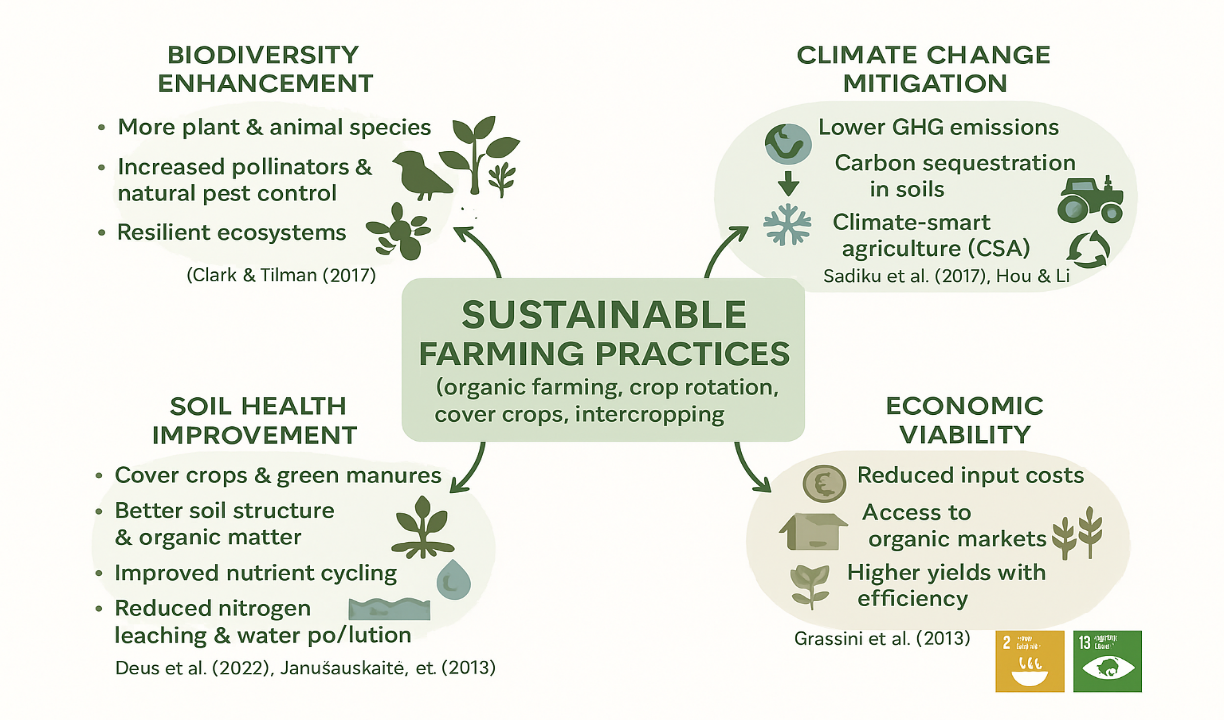 BIODIVERSITY
ENHANCEMENT
• More plant & animal species
• Increased pollinators &
natural pest control
• Resilient ecosystems
(Clark & Tilman (2017)
CLIMATE CHANGE
MITIGATION
Lower GHG emissions
Carbon sequestration
in soils
Climate-smart
agriculture (CSA)
Sadiku et al. (2017), Hou & Li
SUSTAINABLE
FARMING PRACTICES
(organic farming, crop rotation,
cover crops, intercropping
SOIL HEALTH
IMPROVEMENT
• Cover crops & green manures
• Better soil structure
& organic matter
• Improved nutrient cycling
• Reduced nitrogen
leaching & water po/lution
Deus et al. (2022), Janušauskaitė, et. (2013)
ECONOMIC
VIABILITY
Reduced input costs
Access to
organic markets
Higher yields with
efficiency
Grassini et al. (2013)
2
13